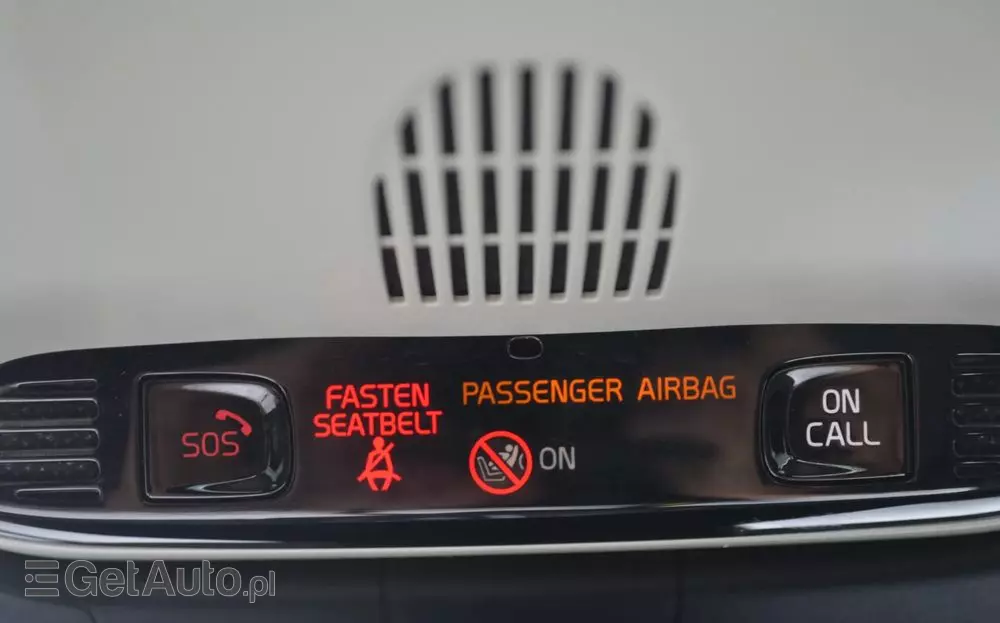 SOS
FASTEN
SEATBELT
PASSENGER AIRBAG
ON
ON
CALL
GetAuto.pl